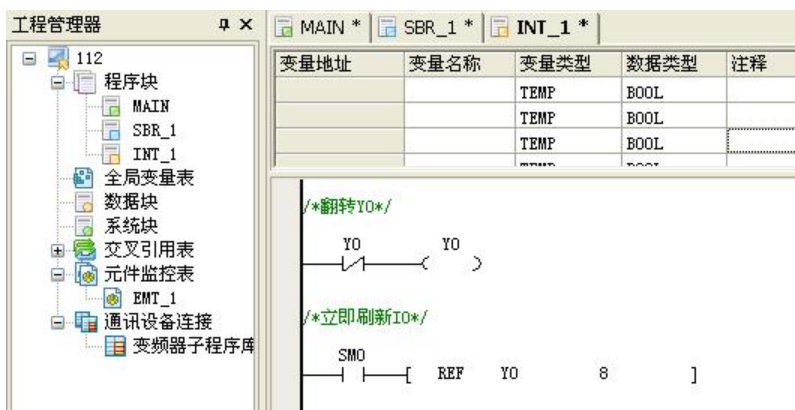 工程管理器
MAIN * SBR_1 * INT_1 *
112
程序块
MAIN
SBR_1
INT_1
全局变量表
数据块
系统块
交叉引用表
元件监控表
EMT_1
通讯设备连接
变频器子程序库
变量地址 变量名称 变量类型 数据类型 注释
TEMP BOOL
TEMP BOOL
TEMP BOOL
TEMP BOOL
/*翻转Y0*/
Y0 Y0
/*立即刷新IO*/
SM0
[ REF Y0 8 ]